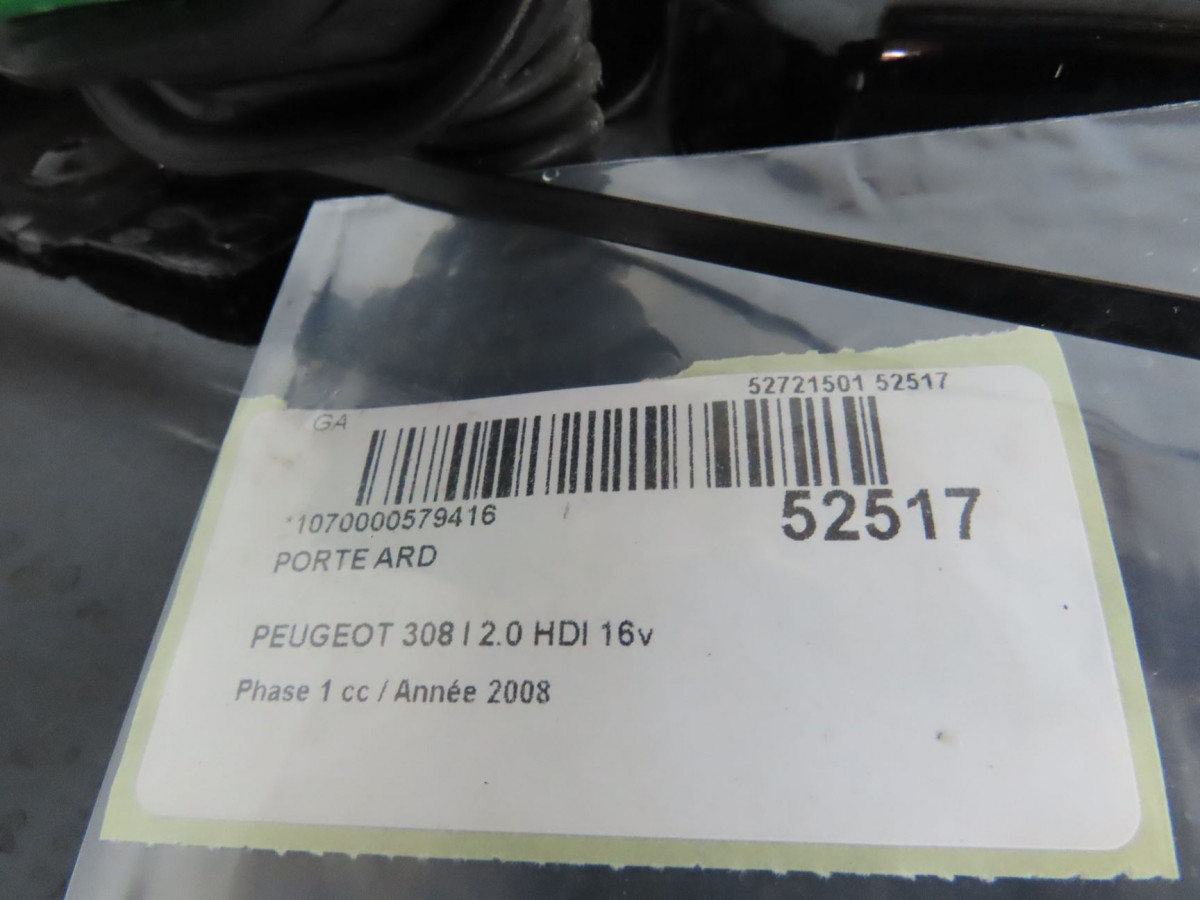 52721501 52517
GA
52517
*1070000579416
PORTE ARD
PEUGEOT 308 I 2.0 HDI 16v
Phase 1 cc / Année 2008